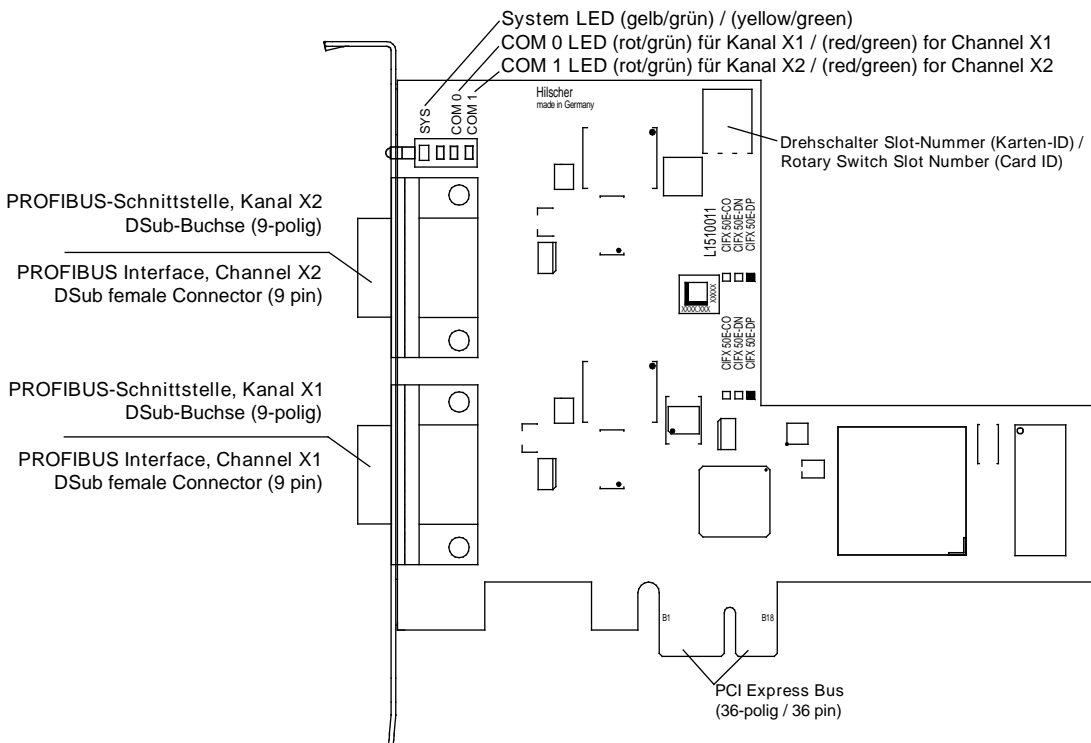 System LED (gelb/grün) / (yellow/green)
COM 0 LED (rot/grün) für Kanal X1 / (red/green) for Channel X1
COM 1 LED (rot/grün) für Kanal X2 / (red/green) for Channel X2
SYS
COM 0
COM 1
Hilscher
made in Germany
Drehschalter Slot-Nummer (Karten-ID) /
Rotary Switch Slot Number (Card ID)
PROFIBUS-Schnittstelle, Kanal X2
DSub-Buchse (9-polig)
PROFIBUS Interface, Channel X2
DSub female Connector (9 pin)
L1510011
CIFX 50E-CO
CIFX 50E-DN
CIFX 50E-DP
XXXXX
XXXX.XXX
CIFX 50E-CO
CIFX 50E-DN
CIFX 50E-DP
PROFIBUS-Schnittstelle, Kanal X1
DSub-Buchse (9-polig)
PROFIBUS Interface, Channel X1
DSub female Connector (9 pin)
B1
B18
PCI Express Bus
(36-polig / 36 pin)